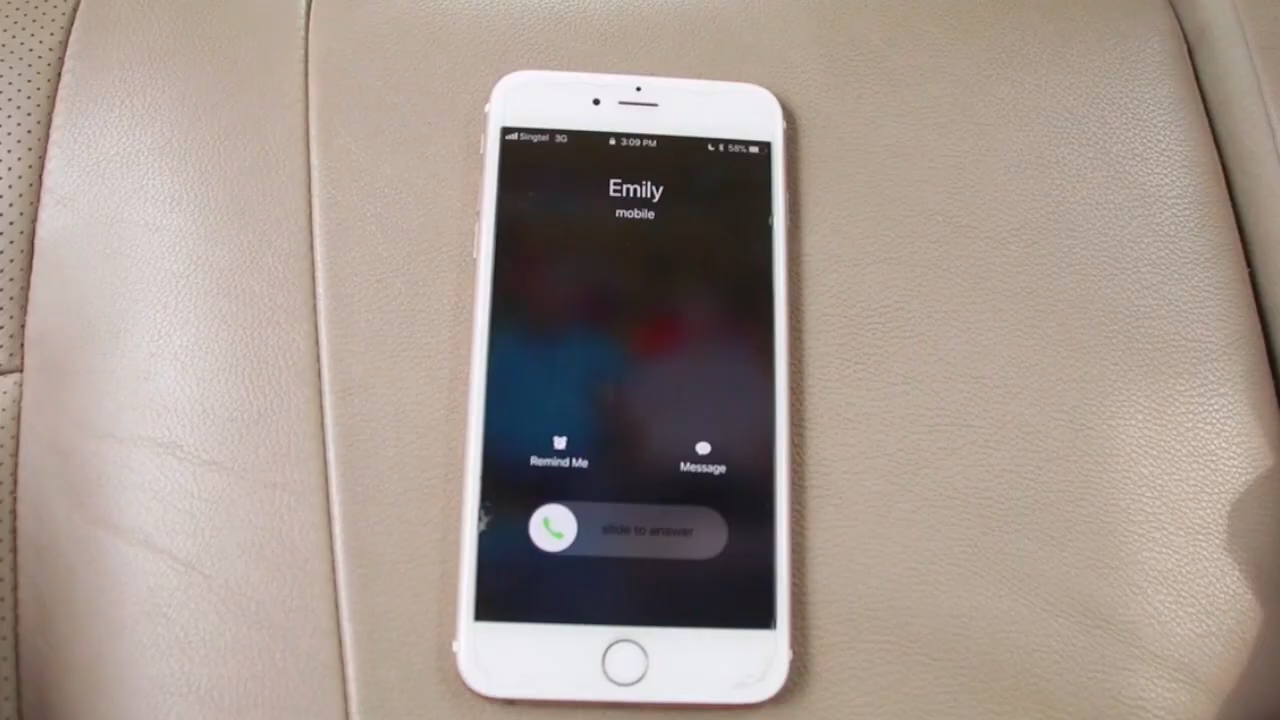 Singtel 3G 3:09 PM 58%
Emily
mobile
Remind Me Message
slide to answer